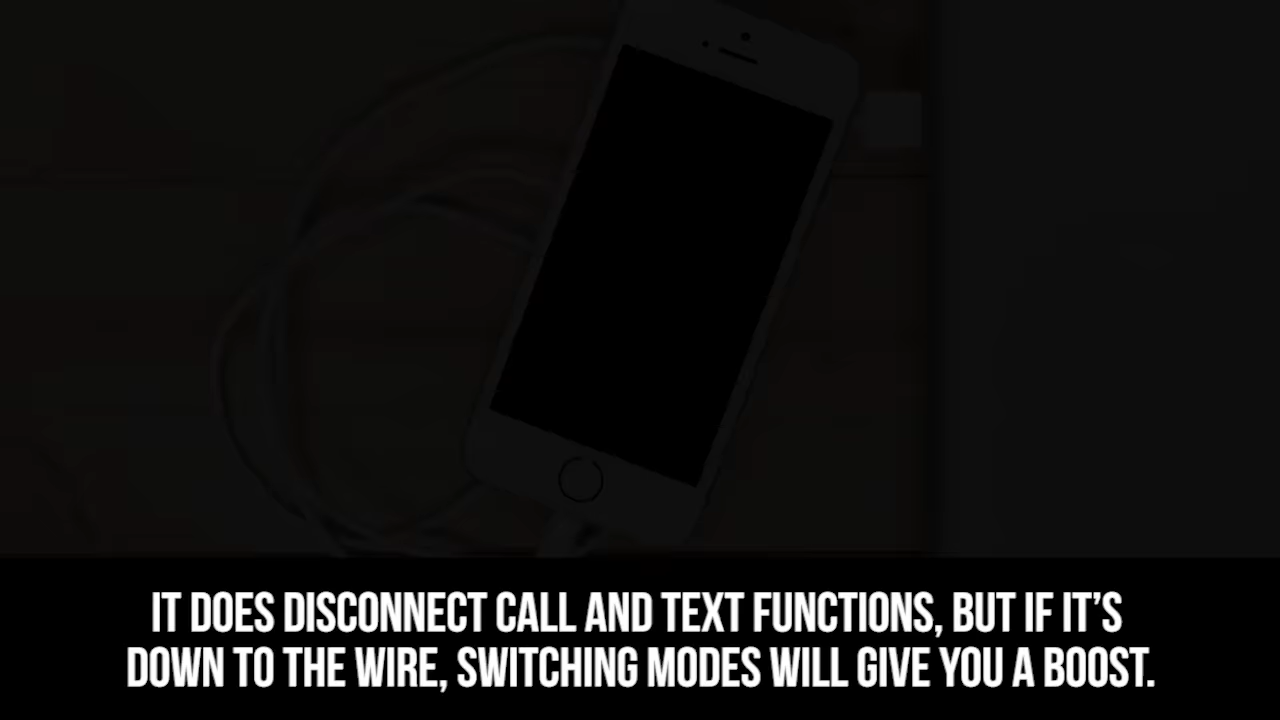 IT DOES DISCONNECT CALL AND TEXT FUNCTIONS, BUT IF IT’S
DOWN TO THE WIRE, SWITCHING MODES WILL GIVE YOU A BOOST.